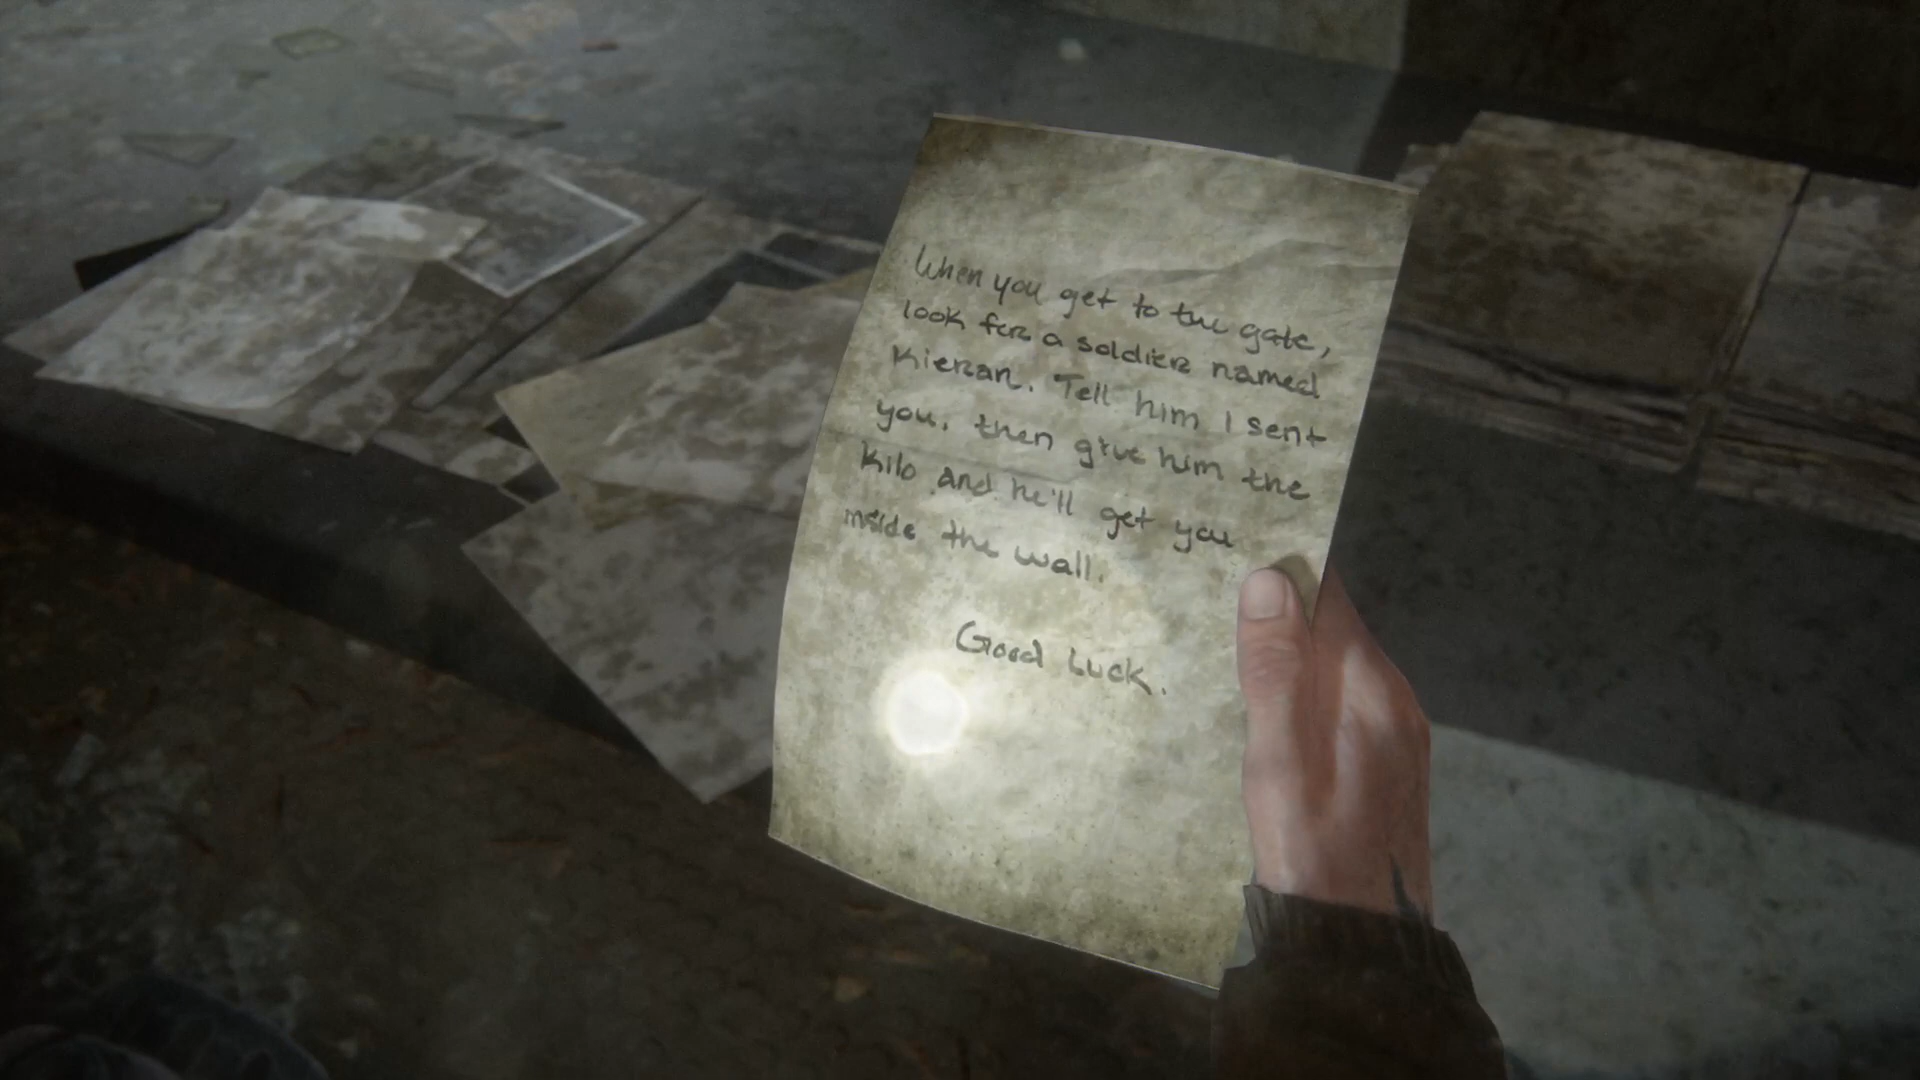 When you get to the gate,
look for a soldier named
Kieran. Tell him I sent
you, then give him the
Kilo and he'll get you
inside the wall.
Good Luck.